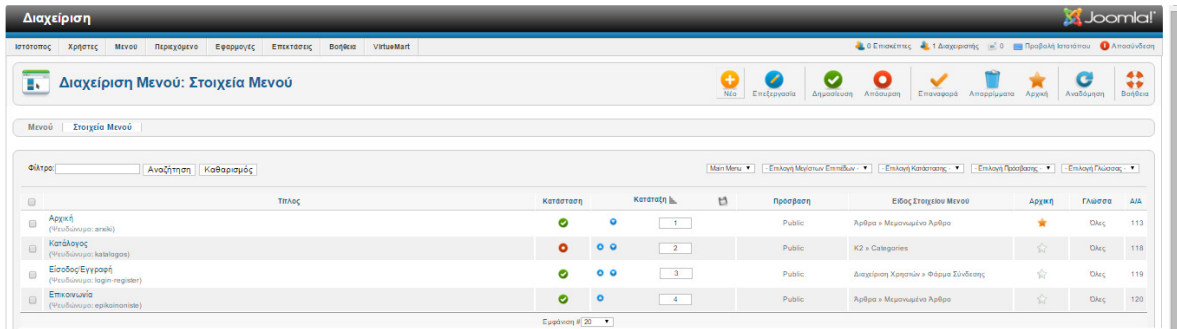 Διαχείριση
Joomla!
Ιστότοπος Χρήστες Μενού Περιεχόμενο Εφαρμογές Επεκτάσεις Βοήθεια VirtueMart 0 Επισκέπτες 1 Διαχειριστής 0 Προβολή Ιστοτόπου Αποσύνδεση
Διαχείριση Μενού: Στοιχεία Μενού
Νέο Επεξεργασία Δημοσίευση Απόσυρση Επαναφορά Απορρίμματα Αρχική Αναδόμηση Βοήθεια
Μενού Στοιχεία Μενού
Φίλτρο: Αναζήτηση Καθαρισμός Main Menu - Επιλογή Μεγίστων Επιπέδων - - Επιλογή Κατάστασης - - Επιλογή Πρόσβασης - - Επιλογή Γλώσσας -
Τίτλος Κατάσταση Κατάταξη Πρόσβαση Είδος Στοιχείου Μενού Αρχική Γλώσσα Α/Α
Αρχική 1 Public Άρθρα » Μεμονωμένο Άρθρο Όλες 113
(Ψευδώνυμο: arxiki)
Κατάλογος 2 Public K2 » Categories Όλες 118
(Ψευδώνυμο: katalogos)
Είσοδος/Εγγραφή 3 Public Διαχείριση Χρηστών » Φόρμα Σύνδεσης Όλες 119
(Ψευδώνυμο: login-register)
Επικοινωνία 4 Public Άρθρα » Μεμονωμένο Άρθρο Όλες 120
(Ψευδώνυμο: epikoinoniste)
Εμφάνιση # 20